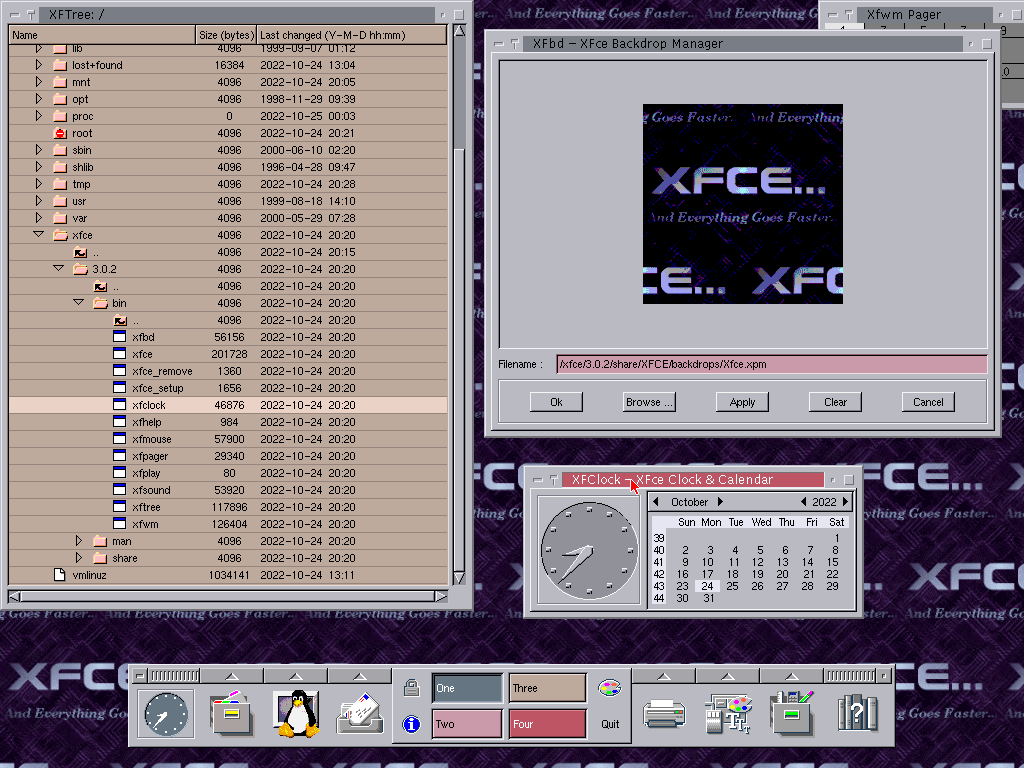 XFTree: /
Name Size (bytes) Last changed (Y-M-D hh:mm)
lib 4096 1999-09-07 01:12
lost+found 16384 2022-10-24 13:04
mnt 4096 2022-10-24 20:05
opt 4096 1998-11-29 09:39
proc 0 2022-10-25 00:03
root 4096 2022-10-24 20:21
sbin 4096 2000-06-10 02:20
shlib 4096 1996-04-28 09:47
tmp 4096 2022-10-24 20:28
usr 4096 1999-08-18 14:10
var 4096 2000-05-29 07:28
xfce 4096 2022-10-24 20:20
.. 4096 2022-10-24 20:15
3.0.2 4096 2022-10-24 20:20
.. 4096 2022-10-24 20:20
bin 4096 2022-10-24 20:20
.. 4096 2022-10-24 20:20
xfbd 56156 2022-10-24 20:20
xfce 201728 2022-10-24 20:20
xfce_remove 1360 2022-10-24 20:20
xfce_setup 1656 2022-10-24 20:20
xfclock 46876 2022-10-24 20:20
xfhelp 984 2022-10-24 20:20
xfmouse 57900 2022-10-24 20:20
xfpager 29340 2022-10-24 20:20
xfplay 80 2022-10-24 20:20
xfsound 53920 2022-10-24 20:20
xftree 117896 2022-10-24 20:20
xfwm 126404 2022-10-24 20:20
man 4096 2022-10-24 20:20
share 4096 2022-10-24 20:20
vmlinuz 1034141 2022-10-24 13:11
And Everything Goes Faster...
Xfwm Pager
XFbd - XFce Backdrop Manager
Goes Faster... And Everything
XFCE...
And Everything Goes Faster.
CE... XFC
Filename : /xfce/3.0.2/share/XFCE/backdrops/Xfce.xpm
Ok Browse ... Apply Clear Cancel
XFClock - XFce Clock & Calendar
October 2022
Sun Mon Tue Wed Thu Fri Sat
39 1
40 2 3 4 5 6 7 8
41 9 10 11 12 13 14 15
42 16 17 18 19 20 21 22
43 23 24 25 26 27 28 29
44 30 31
XFCE...
And Everything Goes Faster...
One Three
Two Four Quit